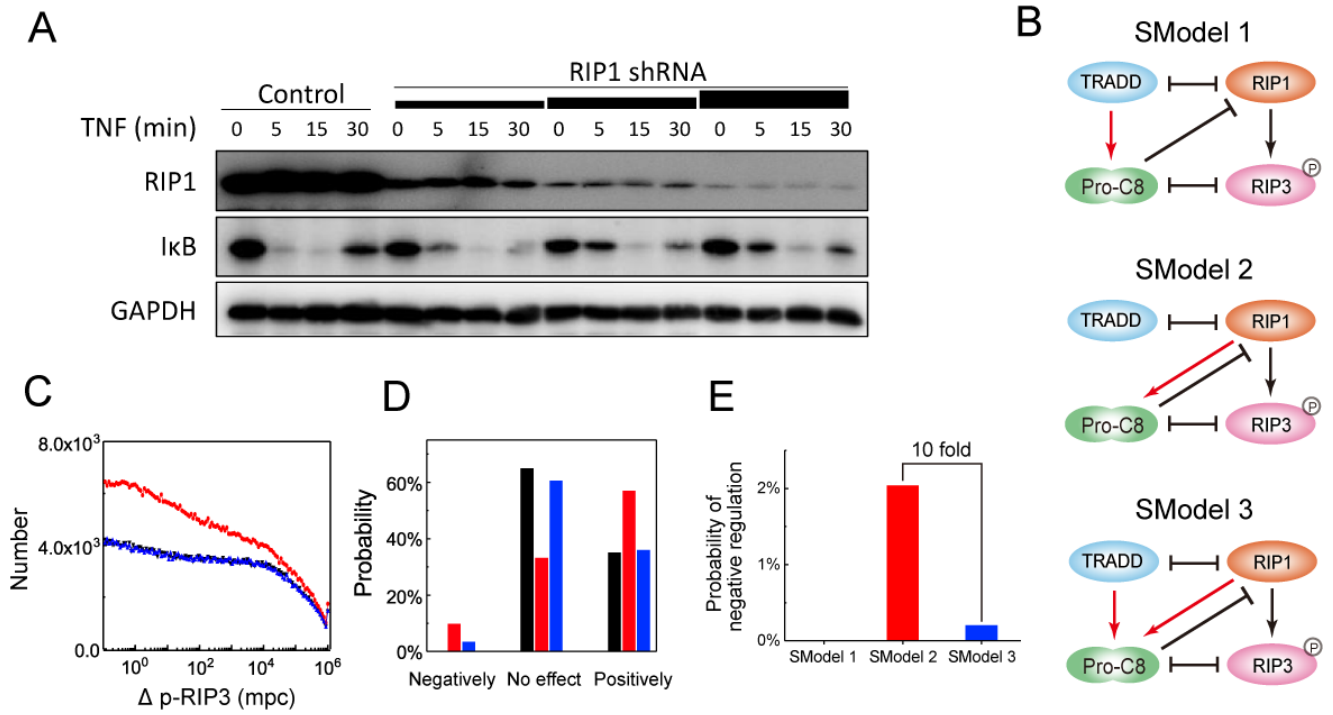 A
RIP1 shRNA
Control
TNF (min) 0 5 15 30 0 5 15 30 0 5 15 30 0 5 15 30
RIP1
IκB
GAPDH
B
SModel 1
TRADD RIP1
Pro-C8 RIP3 P
SModel 2
TRADD RIP1
Pro-C8 RIP3 P
SModel 3
TRADD RIP1
Pro-C8 RIP3 P
C
8.0x10³
4.0x10³
0.0
Number
10⁰ 10² 10⁴ 10⁶
Δ p-RIP3 (mpc)
D
60%
40%
20%
0%
Probability
Negatively No effect Positively
E
10 fold
2%
1%
0%
Probability of
negative regulation
SModel 1 SModel 2 SModel 3